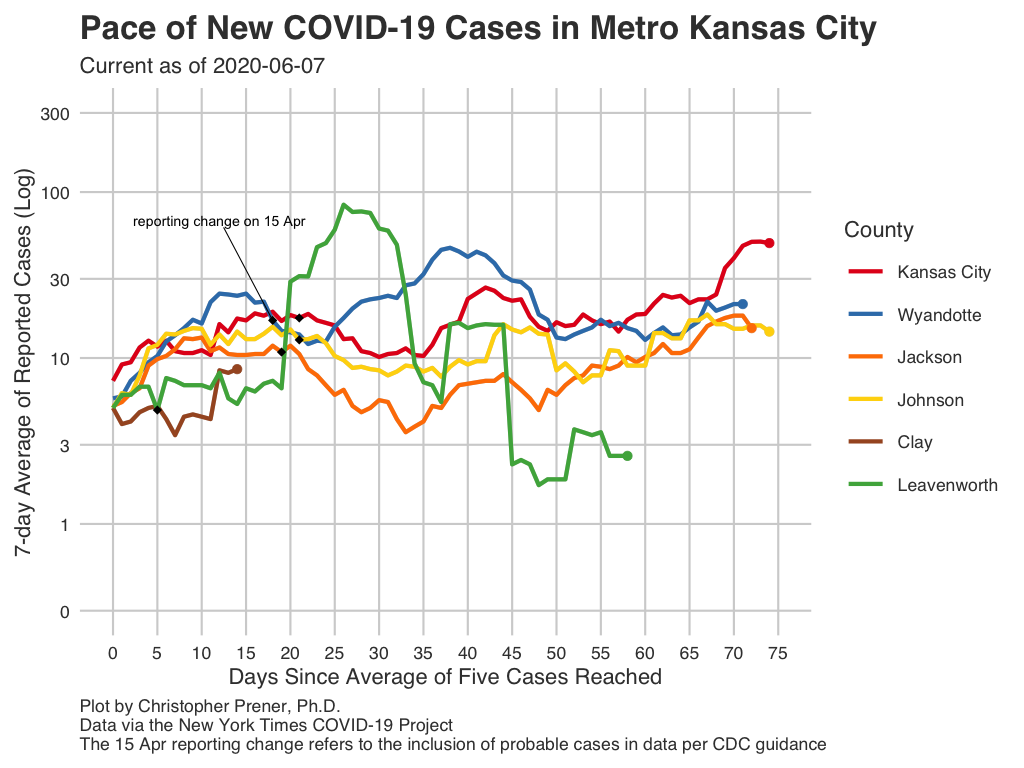 Pace of New COVID-19 Cases in Metro Kansas City
Current as of 2020-06-07
300
100
30
10
3
1
0
7-day Average of Reported Cases (Log)
reporting change on 15 Apr
0 5 10 15 20 25 30 35 40 45 50 55 60 65 70 75
Days Since Average of Five Cases Reached
County
Kansas City
Wyandotte
Jackson
Johnson
Clay
Leavenworth
Plot by Christopher Prener, Ph.D.
Data via the New York Times COVID-19 Project
The 15 Apr reporting change refers to the inclusion of probable cases in data per CDC guidance